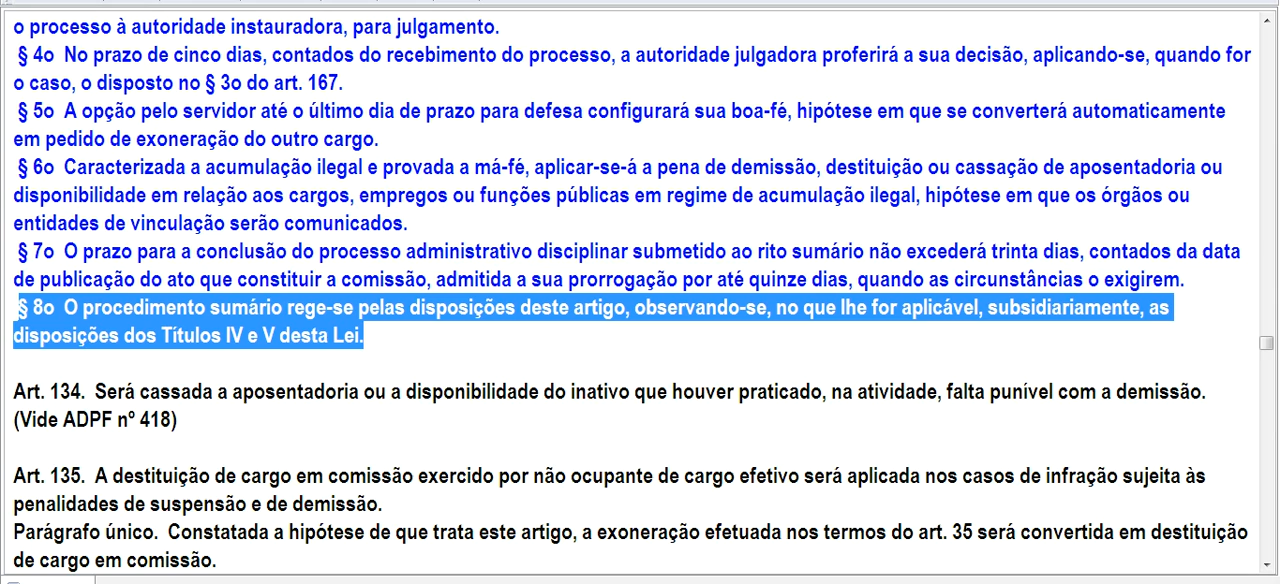 o processo à autoridade instauradora, para julgamento.
§ 4o  No prazo de cinco dias, contados do recebimento do processo, a autoridade julgadora proferirá a sua decisão, aplicando-se, quando for
o caso, o disposto no § 3o do art. 167.
§ 5o  A opção pelo servidor até o último dia de prazo para defesa configurará sua boa-fé, hipótese em que se converterá automaticamente
em pedido de exoneração do outro cargo.
§ 6o  Caracterizada a acumulação ilegal e provada a má-fé, aplicar-se-á a pena de demissão, destituição ou cassação de aposentadoria ou
disponibilidade em relação aos cargos, empregos ou funções públicas em regime de acumulação ilegal, hipótese em que os órgãos ou
entidades de vinculação serão comunicados.
§ 7o  O prazo para a conclusão do processo administrativo disciplinar submetido ao rito sumário não excederá trinta dias, contados da data
de publicação do ato que constituir a comissão, admitida a sua prorrogação por até quinze dias, quando as circunstâncias o exigirem.
§ 8o  O procedimento sumário rege-se pelas disposições deste artigo, observando-se, no que lhe for aplicável, subsidiariamente, as
disposições dos Títulos IV e V desta Lei.
Art. 134.  Será cassada a aposentadoria ou a disponibilidade do inativo que houver praticado, na atividade, falta punível com a demissão.
(Vide ADPF nº 418)
Art. 135.  A destituição de cargo em comissão exercido por não ocupante de cargo efetivo será aplicada nos casos de infração sujeita às
penalidades de suspensão e de demissão.
Parágrafo único.  Constatada a hipótese de que trata este artigo, a exoneração efetuada nos termos do art. 35 será convertida em destituição
de cargo em comissão.